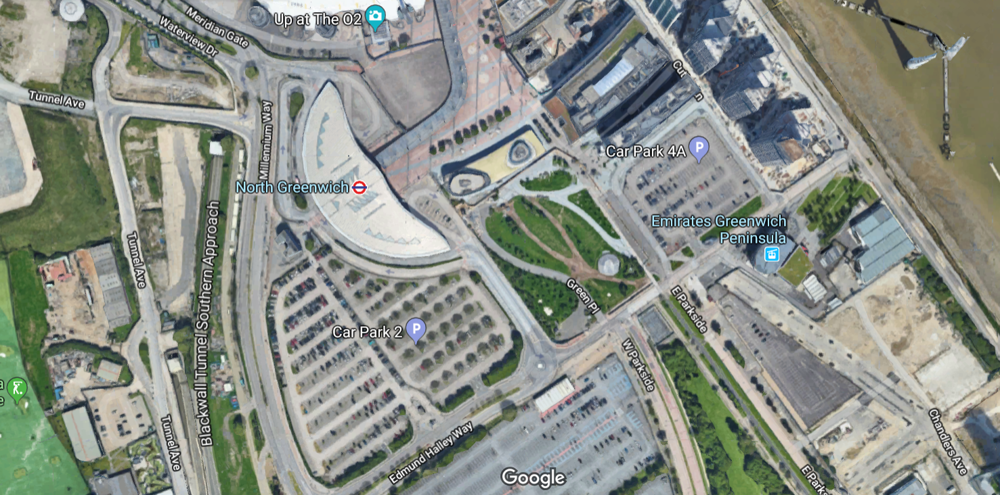 Up at The O2
Meridian Gate
Waterview Dr
Tunnel Ave
Millennium Way
North Greenwich
Car Park 4A
P
Emirates Greenwich
Peninsula
Tunnel Ave
Blackwall Tunnel Southern Approach
Green Pl
E Parkside
Car Park 2
P
W Parkside
Edmund Halley Way
Tunnel Ave
Chandlers Ave
E Parks
Google